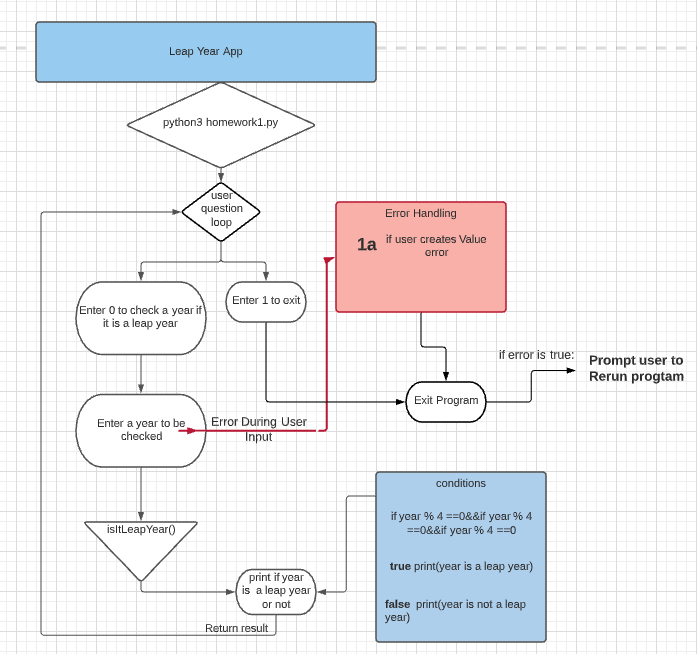 Leap Year App
python3 homework1.py
user
question
loop
Error Handling
1a
if user creates Value
error
Enter 0 to check a year if
it is a leap year
Enter 1 to exit
if error is true:
Prompt user to
Rerun progtam
Exit Program
Enter a year to be
checked
Error During User
Input
conditions
if year % 4 ==0&&if year % 4
==0&&if year % 4 ==0
true print(year is a leap year)
false print(year is not a leap
year)
isItLeapYear()
print if year
is a leap year
or not
Return result